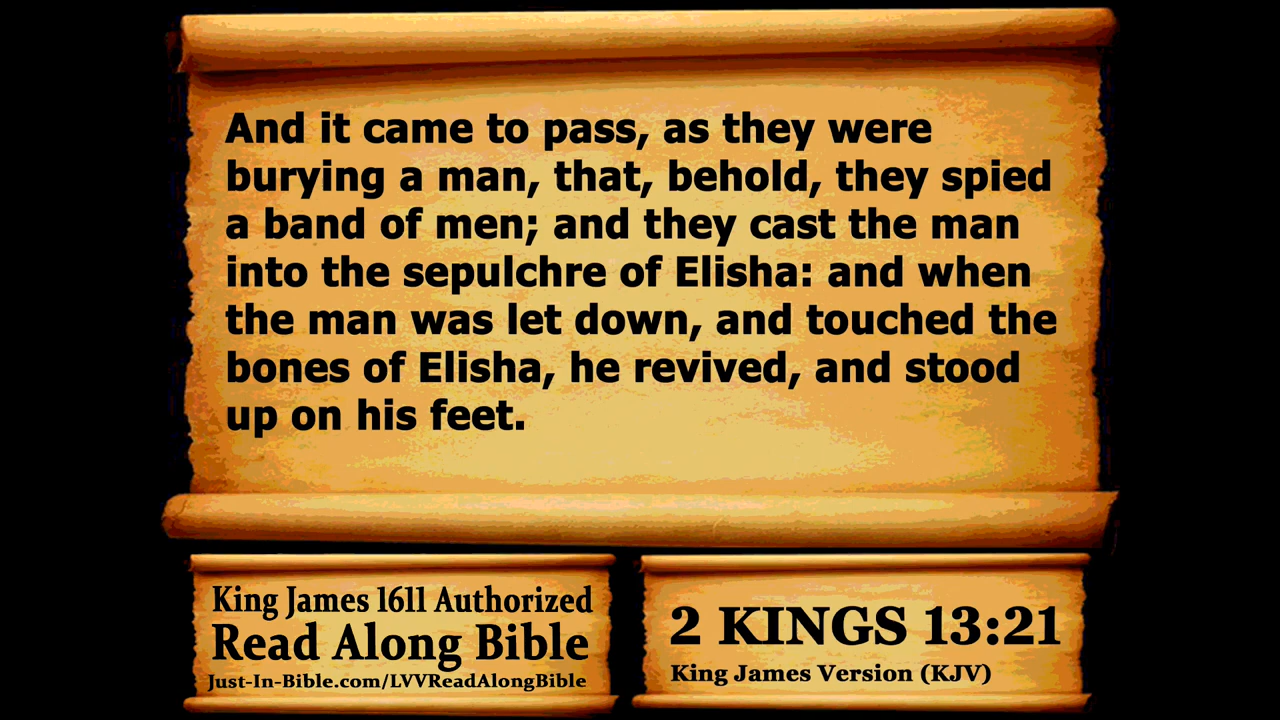 And it came to pass, as they were
burying a man, that, behold, they spied
a band of men; and they cast the man
into the sepulchre of Elisha: and when
the man was let down, and touched the
bones of Elisha, he revived, and stood
up on his feet.
King James 1611 Authorized
Read Along Bible
Just-In-Bible.com/LVVReadAlongBible
2 KINGS 13:21
King James Version (KJV)